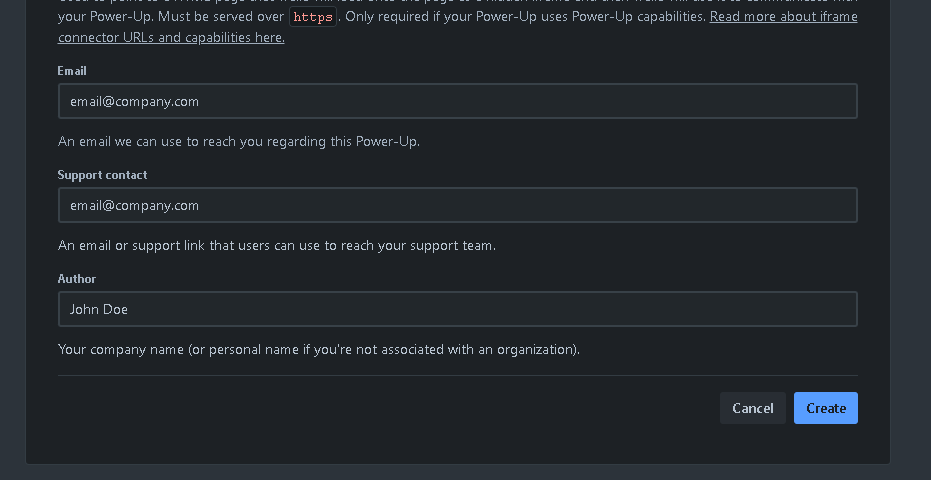 your Power-Up. Must be served over https. Only required if your Power-Up uses Power-Up capabilities. Read more about iframe
connector URLs and capabilities here.
Email
email@company.com
An email we can use to reach you regarding this Power-Up.
Support contact
email@company.com
An email or support link that users can use to reach your support team.
Author
John Doe
Your company name (or personal name if you're not associated with an organization).
Cancel Create